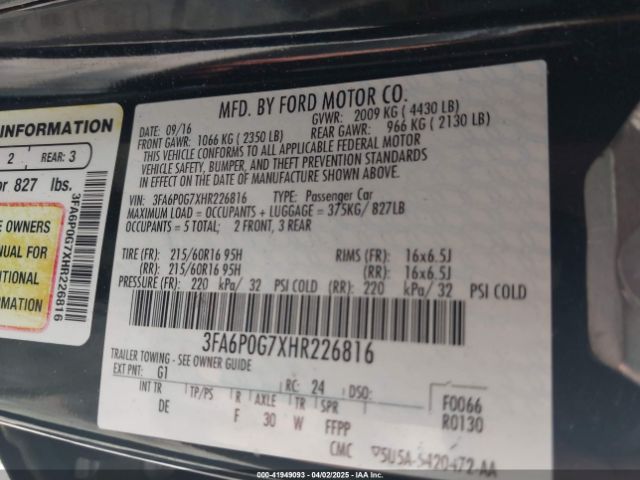 INFORMATION
2 REAR: 3
or 827 lbs.
E OWNERS
NUAL FOR
ITIONAL
ORMATION
3FA6P0G7XHR226816
MFD. BY FORD MOTOR CO.
DATE: 09/16 GVWR: 2009 KG ( 4430 LB)
FRONT GAWR: 1066 KG ( 2350 LB) REAR GAWR: 966 KG ( 2130 LB)
THIS VEHICLE CONFORMS TO ALL APPLICABLE FEDERAL MOTOR
VEHICLE SAFETY, BUMPER, AND THEFT PREVENTION STANDARDS
IN EFFECT ON THE DATE OF MANUFACTURE SHOWN ABOVE.
VIN: 3FA6P0G7XHR226816 TYPE: Passenger Car
MAXIMUM LOAD = OCCUPANTS + LUGGAGE = 375KG/ 827LB
OCCUPANTS = 5 TOTAL; 2 FRONT, 3 REAR
TIRE (FR): 215/60R16 95H RIMS (FR): 16x6.5J
(RR): 215/60R16 95H (RR): 16x6.5J
PRESSURE (FR): 220 kPa/ 32 PSI COLD (RR): 220 kPa/ 32 PSI COLD
3FA6P0G7XHR226816
TRAILER TOWING - SEE OWNER GUIDE
EXT PNT: G1 RC: 24 DSO: F0066
INT TR TP/PS R AXLE TR SPR R0130
DE F 30 W FFPP
CMC
00-41949093 - 04/02/2025 - © IAA Holdings, LLC